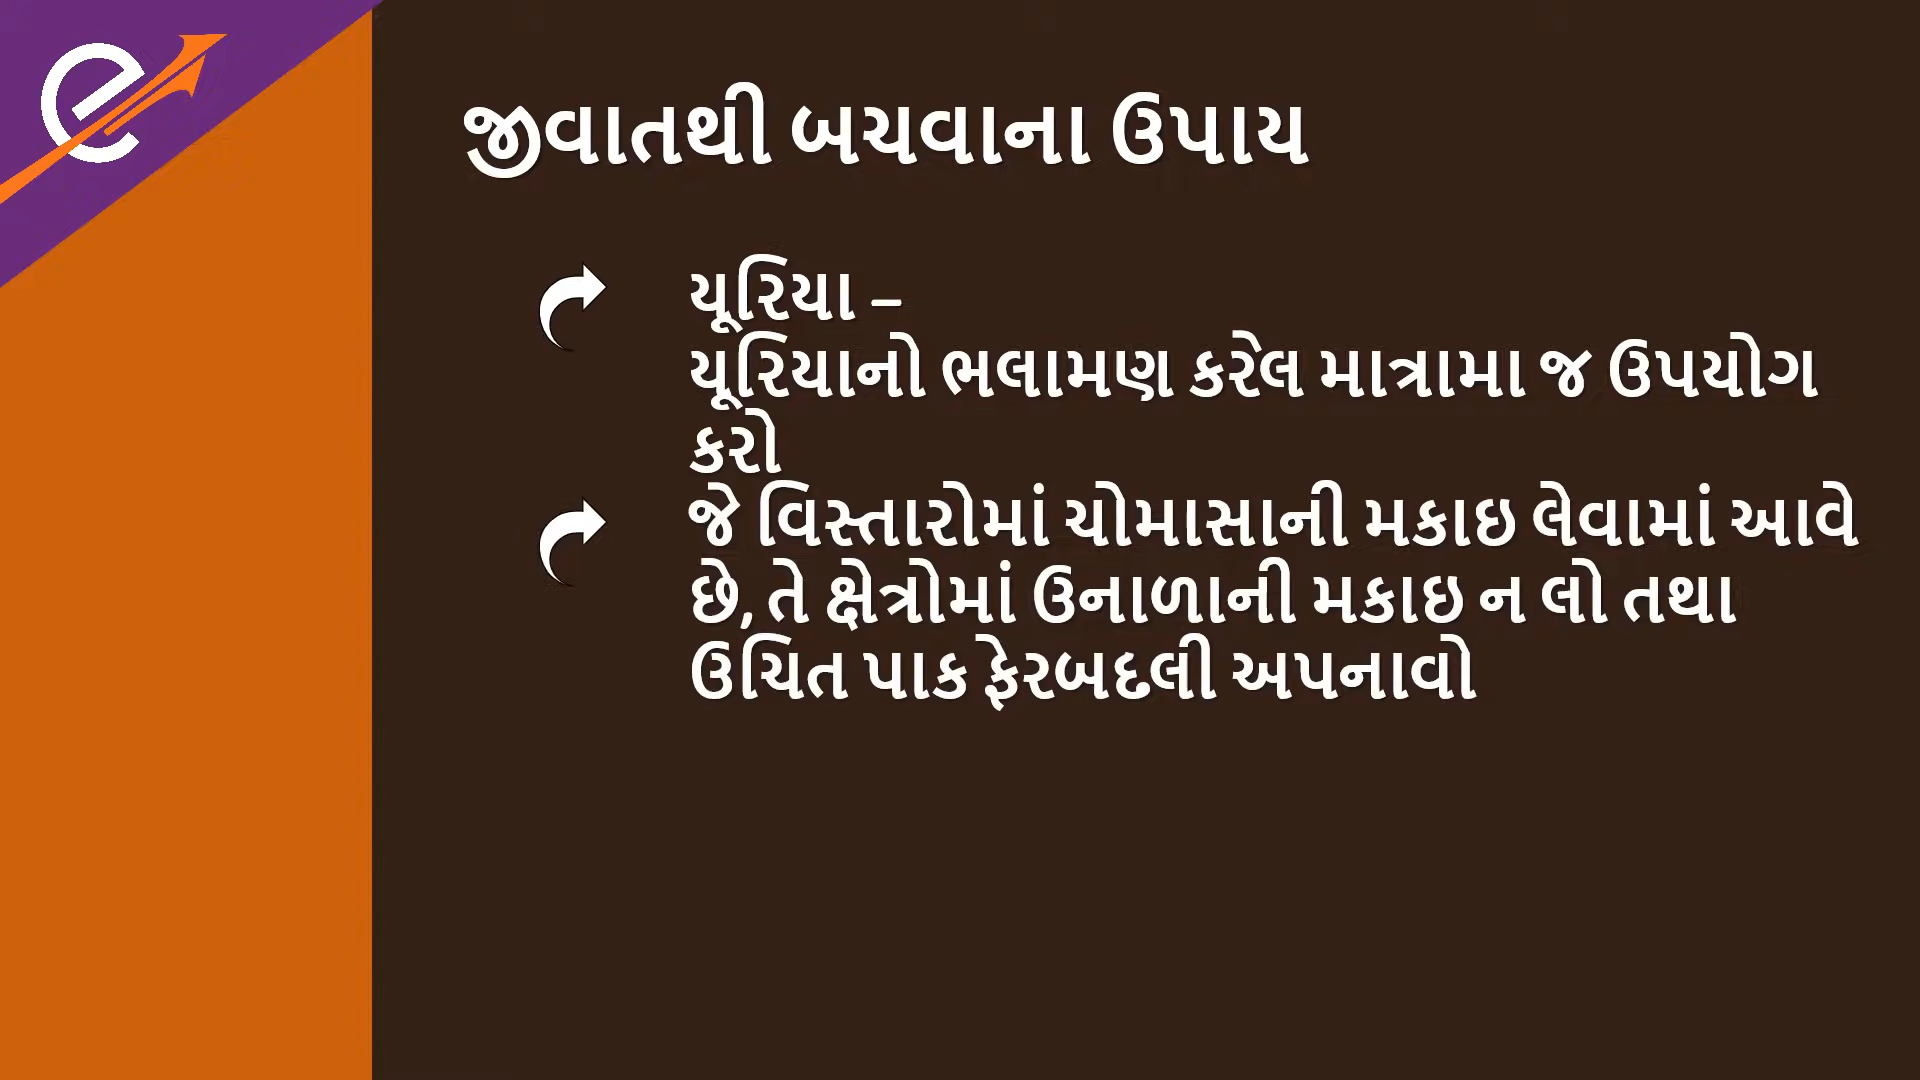 જીવાતથી બચવાના ઉપાય
યૂરિયા –
યૂરિયાનો ભલામણ કરેલ માત્રામા જ ઉપયોગ
કરો
જે વિસ્તારોમાં ચોમાસાની મકાઇ લેવામાં આવે
છે, તે ક્ષેત્રોમાં ઉનાળાની મકાઇ ન લો તથા
ઉચિત પાક ફેરબદલી અપનાવો